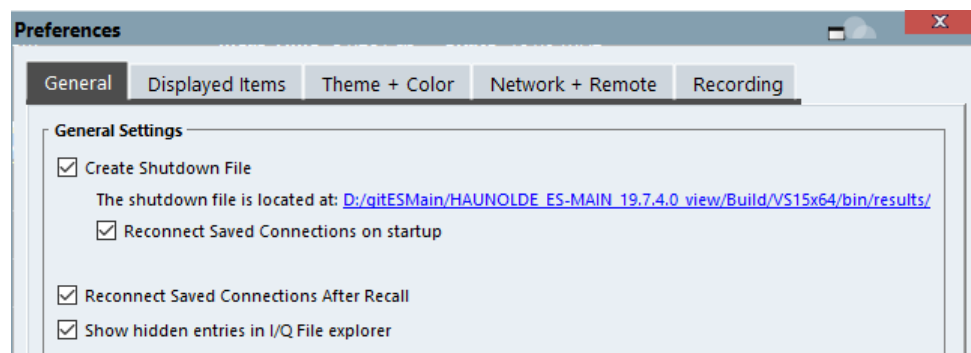 Preferences
General Displayed Items Theme + Color Network + Remote Recording
General Settings
Create Shutdown File
The shutdown file is located at: D:/gitESMain/HAUNOLDE_ES-MAIN_19.7.4.0_view/Build/VS15x64/bin/results/
Reconnect Saved Connections on startup
Reconnect Saved Connections After Recall
Show hidden entries in I/Q File explorer